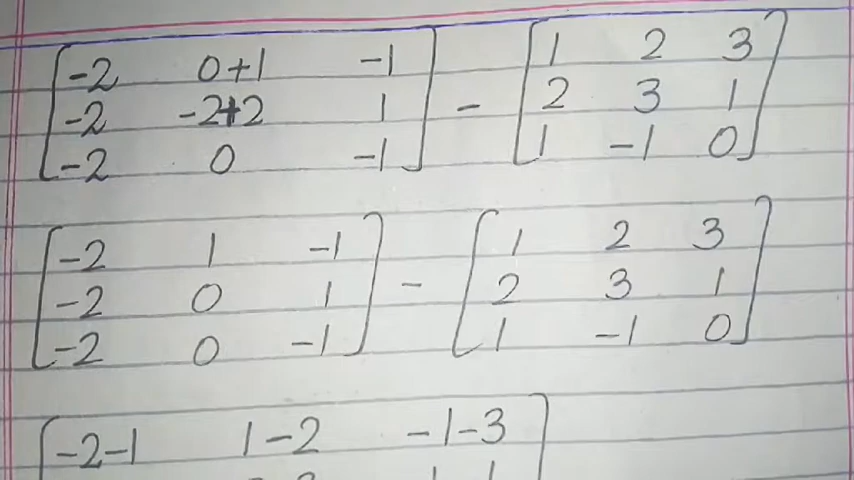 -2 0+1 -1 1 2 3
-2 -2+2 1 - 2 3 1
-2 0 -1 1 -1 0
-2 1 -1 1 2 3
-2 0 1 - 2 3 1
-2 0 -1 1 -1 0
-2-1 1-2 -1-3